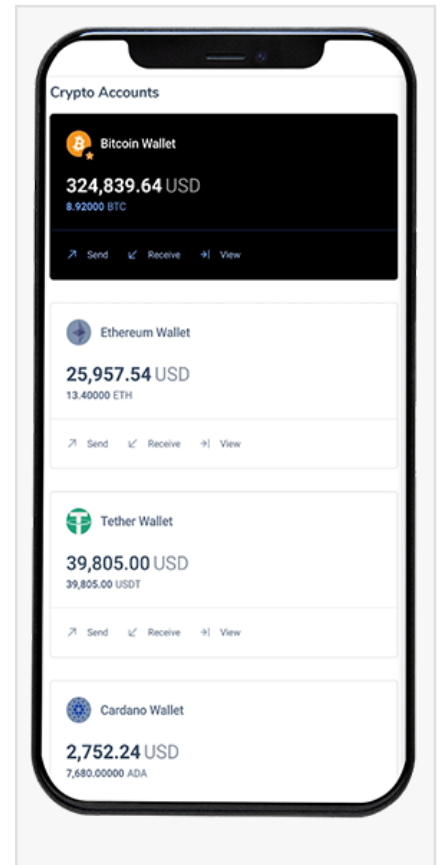 Crypto Accounts
Bitcoin Wallet
324,839.64 USD
8.92000 BTC
Send Receive View
Ethereum Wallet
25,957.54 USD
13.40000 ETH
Send Receive View
Tether Wallet
39,805.00 USD
39,805.00 USDT
Send Receive View
Cardano Wallet
2,752.24 USD
7,680.00000 ADA